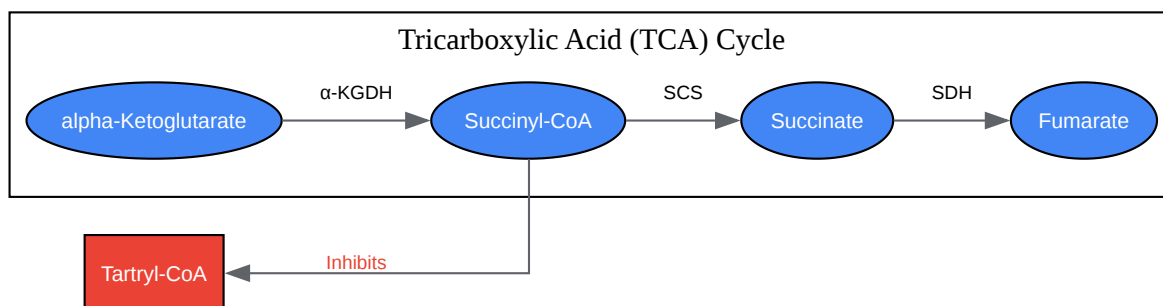 Tricarboxylic Acid (TCA) Cycle
α-KGDH
SCS
SDH
alpha-Ketoglutarate
Succinyl-CoA
Succinate
Fumarate
Inhibits
Tartryl-CoA